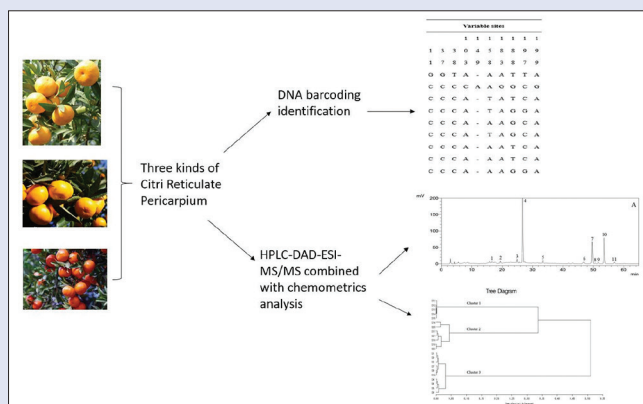 Three kinds of
Citri Reticulate
Pericarpium
DNA barcoding
identification
HPLC-DAD-ESI-
MS/MS combined
with chemometrics
analysis
Variable sites
1 1 1 1 1 1
1 5 3 0 4 5 8 8 9 9
1 7 8 3 9 8 3 8 7 9
G G T A - A A T T A
C C C C A A G G C G
C C C A - T A T C A
C C C A - T A G G A
C C C A - A A G C A
C C C A - T A G C A
C C C A - A A T C A
C C C A - A A T C A
C C C A - A A G G A
mV
A
200
150
100
50
0
1 2 3 4 5 6 7 8 9 10 11
0 10 20 30 40 50 60
min
Tree Diagram
Cluster 1
Cluster 2
Cluster 3